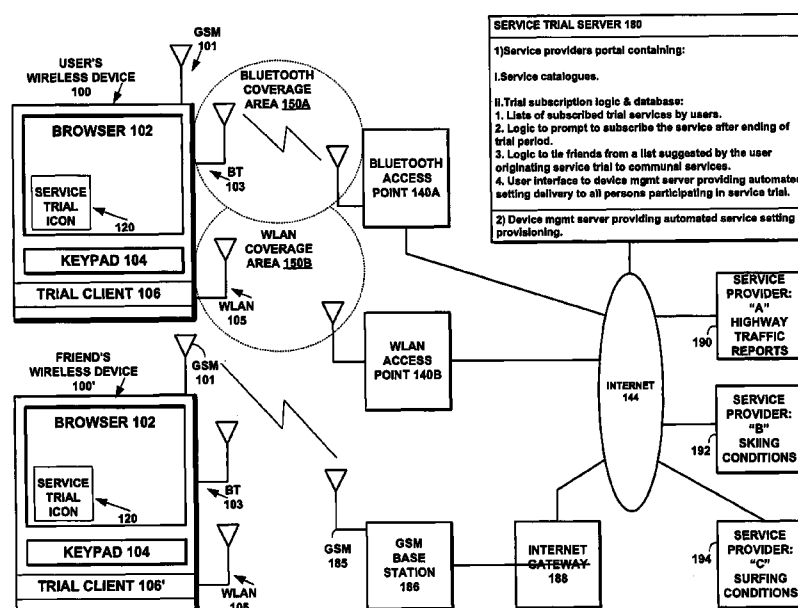 GSM
101
USER'S
WIRELESS DEVICE
100
BROWSER 102
SERVICE
TRIAL
ICON
120
KEYPAD 104
TRIAL CLIENT 106
BLUETOOTH
COVERAGE
AREA 150A
BT
103
WLAN
COVERAGE
AREA 150B
WLAN
105
BLUETOOTH
ACCESS
POINT 140A
WLAN
ACCESS
POINT 140B
SERVICE TRIAL SERVER 180
1)Service providers portal containing:
I.Service catalogues.
II.Trial subscription logic & database:
1. Lists of subscribed trial services by users.
2. Logic to prompt to subscribe the service after ending of
trial period.
3. Logic to tie friends from a list suggested by the user
originating service trial to communal services.
4. User interface to device mgmt server providing automated
setting delivery to all persons participating in service trial.
2) Device mgmt server providing automated service setting
provisioning.
INTERNET
144
SERVICE
PROVIDER:
"A"
HIGHWAY
TRAFFIC
REPORTS
190
SERVICE
PROVIDER:
"B"
SKIING
CONDITIONS
192
SERVICE
PROVIDER:
"C"
SURFING
CONDITIONS
194
FRIEND'S
WIRELESS DEVICE
100'
GSM
101
BROWSER 102
SERVICE
TRIAL
ICON
120
KEYPAD 104
TRIAL CLIENT 106'
BT
103
WLAN
105
GSM
185
GSM
BASE
STATION
186
INTERNET
GATEWAY
188